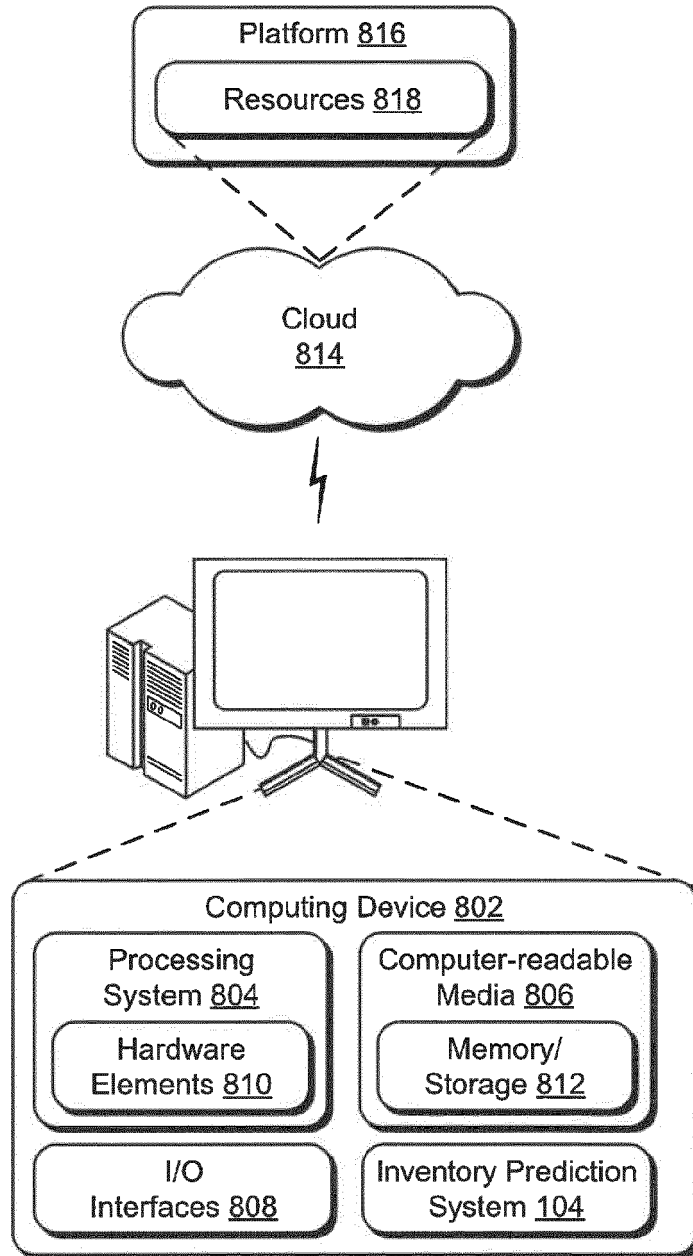 Platform 816
Resources 818
Cloud
814
Computing Device 802
Processing
System 804
Hardware
Elements 810
Computer-readable
Media 806
Memory/
Storage 812
I/O
Interfaces 808
Inventory Prediction
System 104